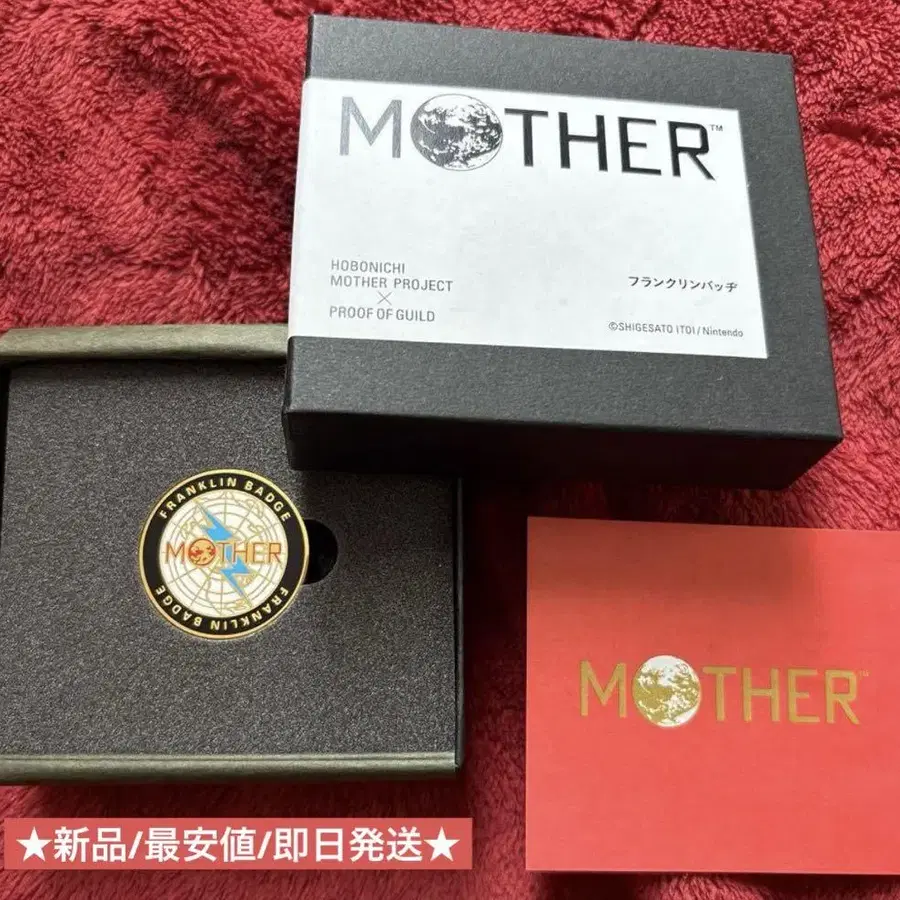 MOTHER™
HOBONICHI
MOTHER PROJECT
×
PROOF OF GUILD
フランクリンバッヂ
©SHIGESATO ITOI/Nintendo
FRANKLIN BADGE
MOTHER
FRANKLIN BADGE
MOTHER™
★新品/最安値/即日発送★